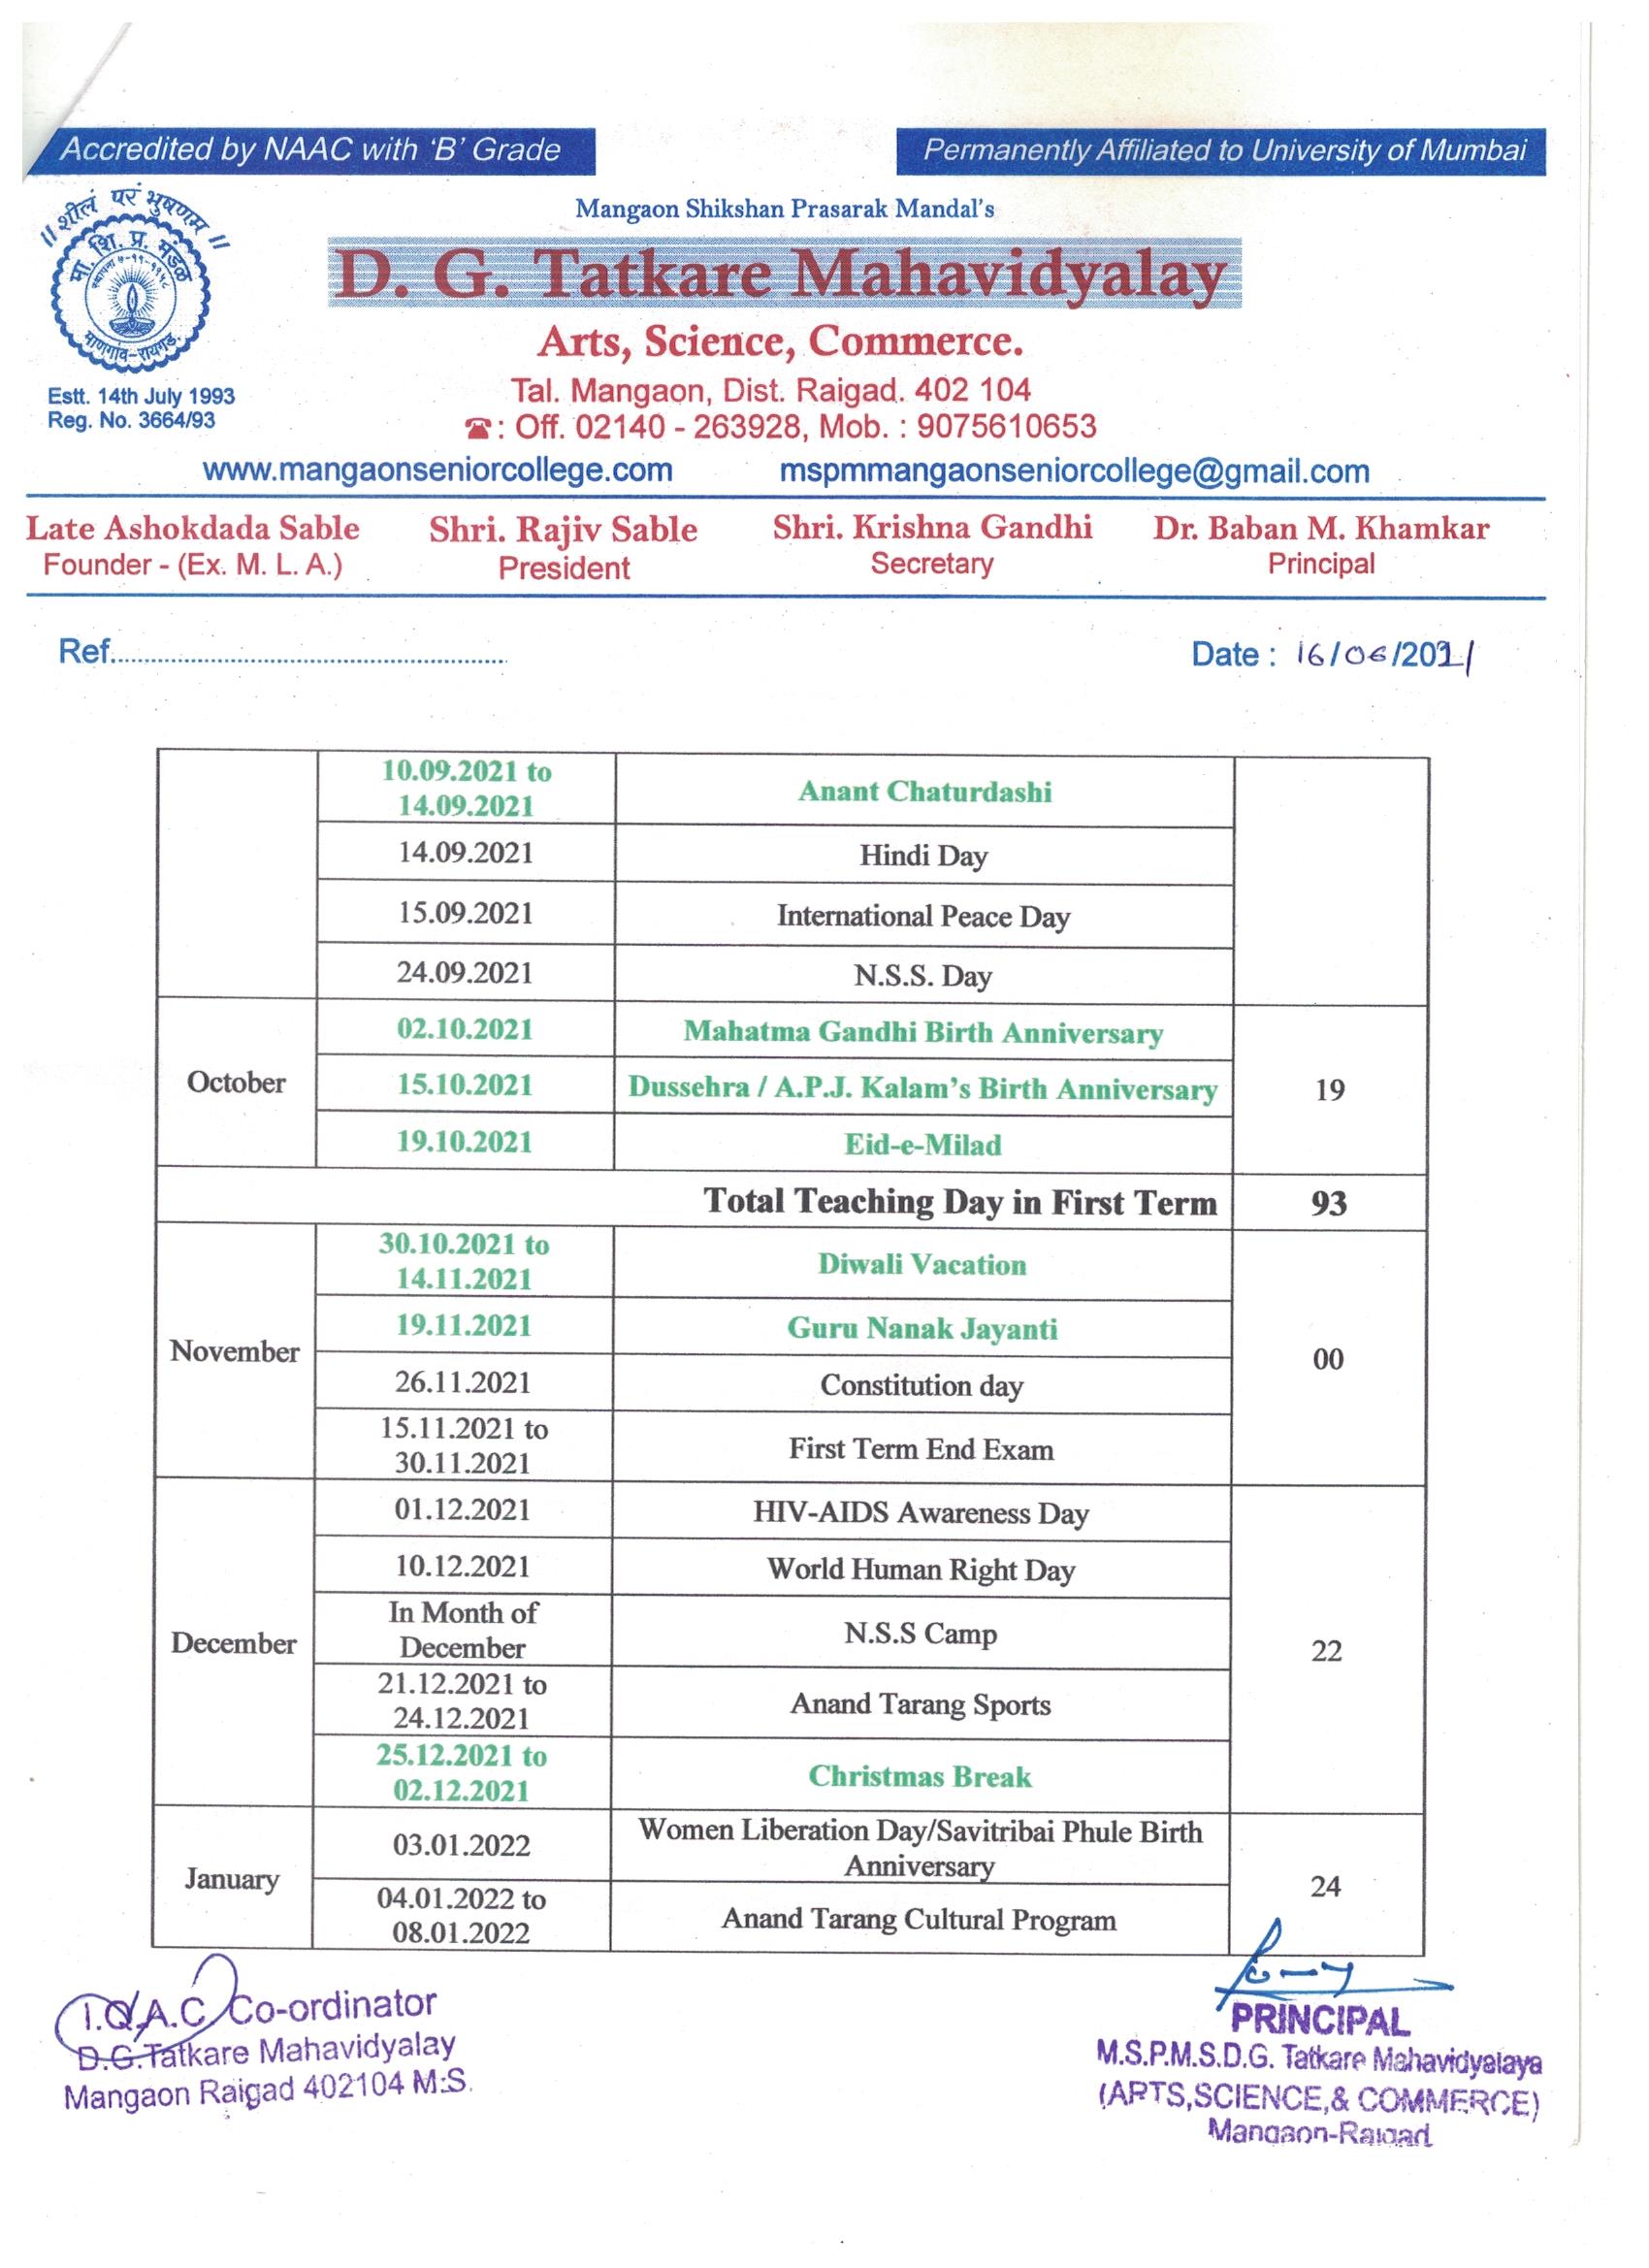 Accredited by NAAC with ‘B’ Grade
Permanently Affiliated to University of Mumbai
॥ शीलं परं भुषणम ॥
मा. शि. प्र. मंडळ
माणगांव-रायगड.
Estt. 14th July 1993
Reg. No. 3664/93
Mangaon Shikshan Prasarak Mandal's
D. G. Tatkare Mahavidyalay
Arts, Science, Commerce.
Tal. Mangaon, Dist. Raigad. 402 104
☎: Off. 02140 - 263928, Mob. : 9075610653
www.mangaonseniorcollege.com mspmmangaonseniorcollege@gmail.com
Late Ashokdada Sable Shri. Rajiv Sable Shri. Krishna Gandhi Dr. Baban M. Khamkar
Founder - (Ex. M. L. A.) President Secretary Principal
Ref.............................................................
Date : 16/06/2021
10.09.2021 to
14.09.2021
Anant Chaturdashi
14.09.2021 Hindi Day
15.09.2021 International Peace Day
24.09.2021 N.S.S. Day
October
02.10.2021 Mahatma Gandhi Birth Anniversary
15.10.2021 Dussehra / A.P.J. Kalam’s Birth Anniversary
19.10.2021 Eid-e-Milad
19
Total Teaching Day in First Term 93
November
30.10.2021 to
14.11.2021
Diwali Vacation
19.11.2021 Guru Nanak Jayanti
26.11.2021 Constitution day
15.11.2021 to
30.11.2021
First Term End Exam
00
December
01.12.2021 HIV-AIDS Awareness Day
10.12.2021 World Human Right Day
In Month of
December
N.S.S Camp
21.12.2021 to
24.12.2021
Anand Tarang Sports
25.12.2021 to
02.12.2021
Christmas Break
22
January
03.01.2022
Women Liberation Day/Savitribai Phule Birth
Anniversary
04.01.2022 to
08.01.2022
Anand Tarang Cultural Program
24
I.Q.A.C Co-ordinator
D.G.Tatkare Mahavidyalay
Mangaon Raigad 402104 M.S.
PRINCIPAL
M.S.P.M.S.D.G. Tatkare Mahavidyalaya
(ARTS,SCIENCE,& COMMERCE)
Mangaon-Raigad